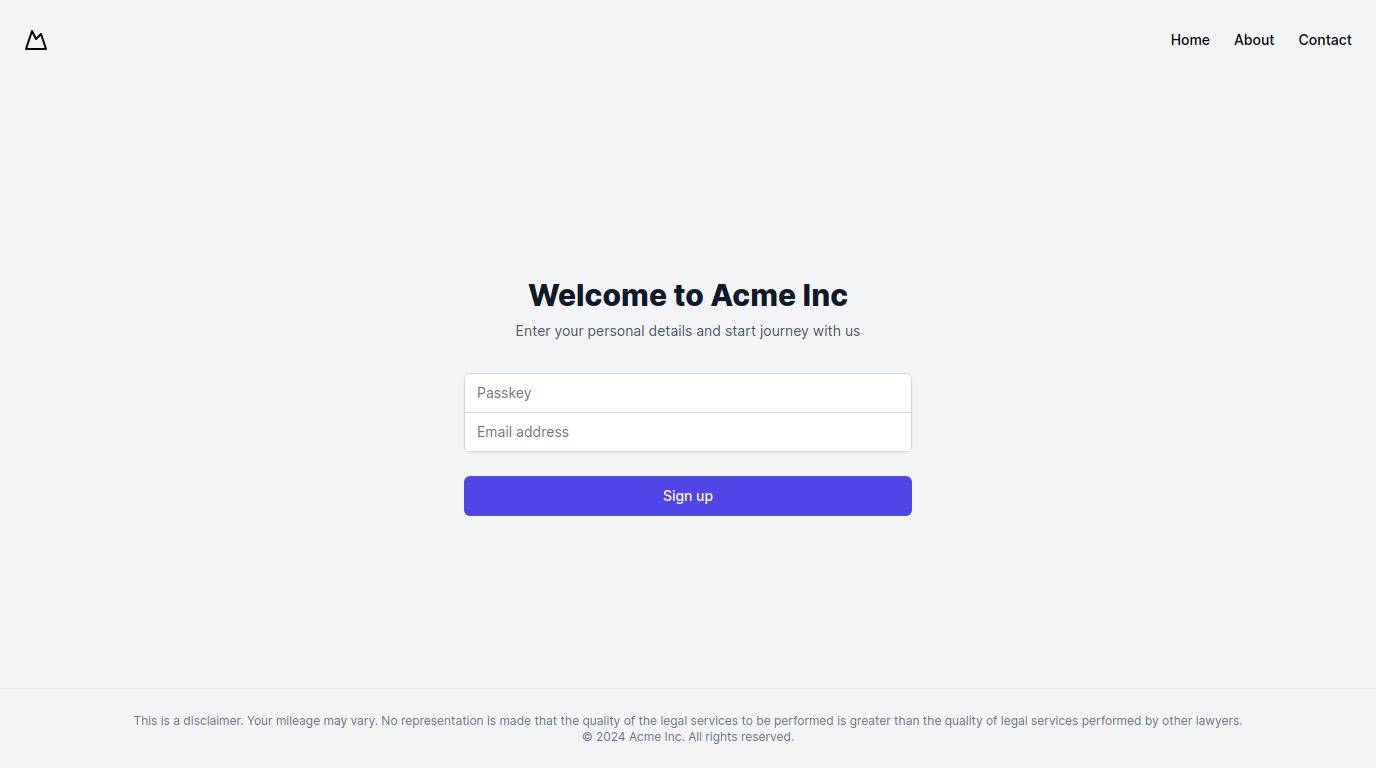 Home About Contact
Welcome to Acme Inc
Enter your personal details and start journey with us
Passkey
Email address
Sign up
This is a disclaimer. Your mileage may vary. No representation is made that the quality of the legal services to be performed is greater than the quality of legal services performed by other lawyers.
© 2024 Acme Inc. All rights reserved.